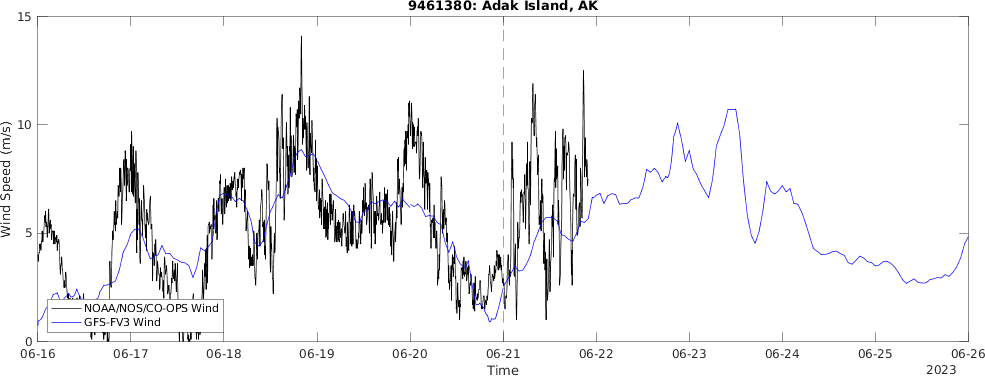 9461380: Adak Island, AK
15
10
5
0
Wind Speed (m/s)
NOAA/NOS/CO-OPS Wind
GFS-FV3 Wind
06-16 06-17 06-18 06-19 06-20 06-21 06-22 06-23 06-24 06-25 06-26
Time
2023